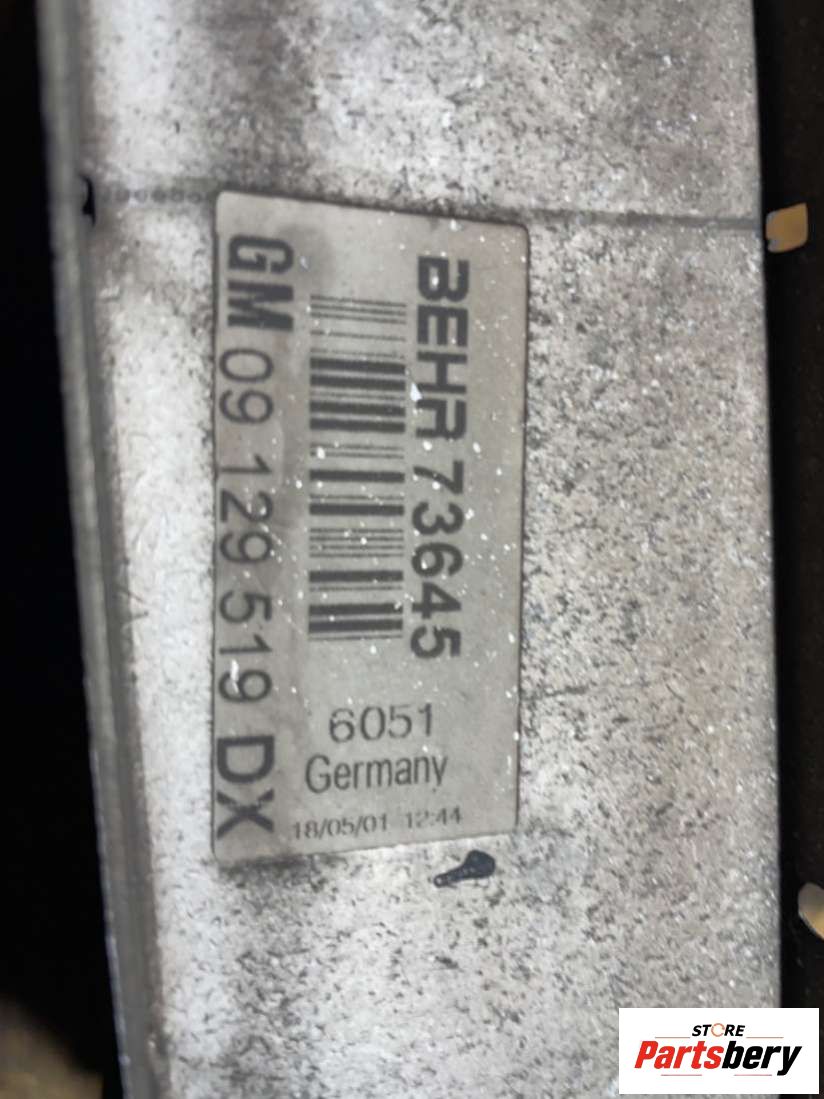 BEHR 73645
6051
Germany
18/05/01 12:44
GM 09 129 519 DX
STORE
Partsbery